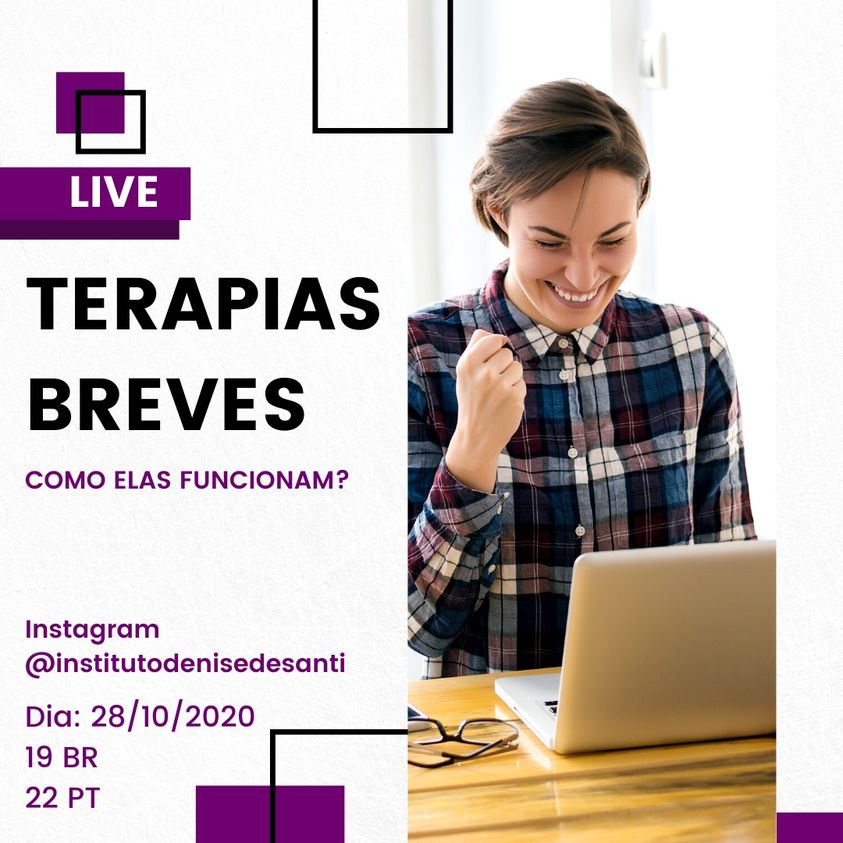 LIVE
TERAPIAS
BREVES
COMO ELAS FUNCIONAM?
Instagram
@institutodenisedesanti
Dia: 28/10/2020
19 BR
22 PT